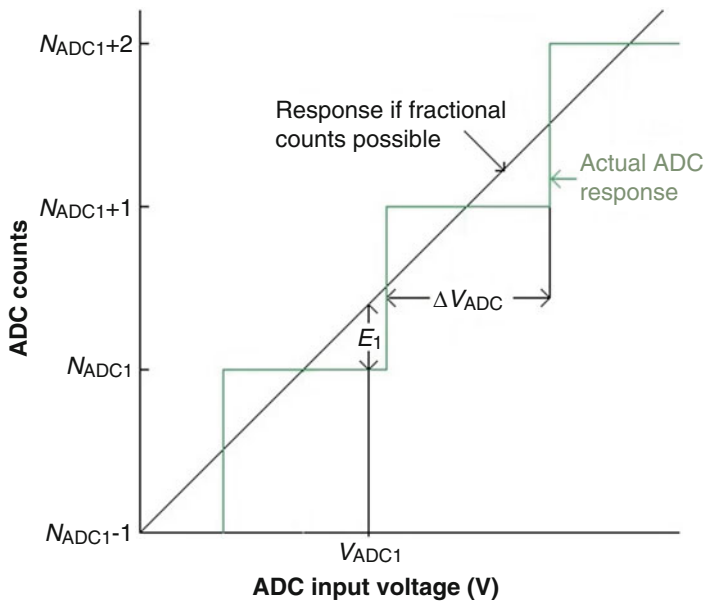 N_ADC1+2
Response if fractional
counts possible
Actual ADC
response
N_ADC1+1
ΔV_ADC
E_1
N_ADC1
N_ADC1-1
V_ADC1
ADC counts
ADC input voltage (V)